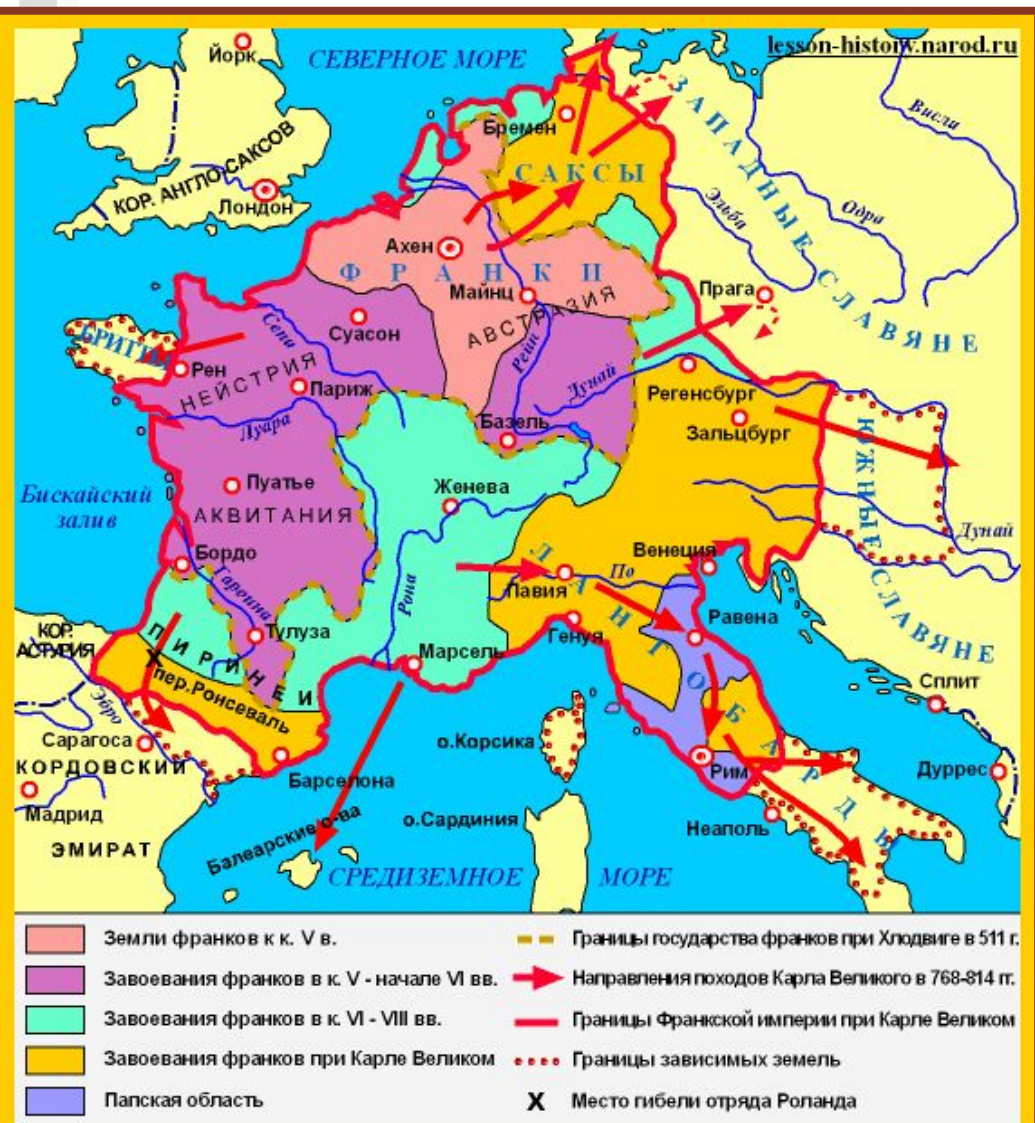 lesson-history.narod.ru
СЕВЕРНОЕ МОРЕ
Йорк
КОР. АНГЛО-САКСОВ
Лондон
Бремен
САКСЫ
ЗАПАДНЫЕ СЛАВЯНЕ
Висли
Одра
Эльба
Ахен
ФРАНКИ
Майнц
АВСТРАЗИЯ
Прага
Суасон
Сена
Рейн
БРИТТЫ
Рен
НЕЙСТРИЯ
Париж
Дунай
Регенсбург
Луара
Базель
Зальцбург
ЮЖНЫЕ СЛАВЯНЕ
Бискайский
залив
Пуатье
АКВИТАНИЯ
Женева
Дунай
Бордо
Гаронна
Рона
ЛАНГОБАРДЫ
По
Венеция
Павия
Равена
Генуя
КОР.
АСТУРИЯ
ПИРИНЕИ
Тулуза
Марсель
пер.Ронсеваль
Эбро
Сплит
Сарагоса
о.Корсика
КОРДОВСКИЙ
Барселона
Рим
Дуррес
Мадрид
о.Сардиния
Неаполь
ЭМИРАТ
Балеарские о-ва
СРЕДИЗЕМНОЕ МОРЕ
Земли франков к к. V в.
Завоевания франков в к. V - начале VI вв.
Завоевания франков в к. VI - VIII вв.
Завоевания франков при Карле Великом
Папская область
Границы государства франков при Хлодвиге в 511 г.
Направления походов Карла Великого в 768-814 гг.
Границы Франкской империи при Карле Великом
Границы зависимых земель
X Место гибели отряда Роланда